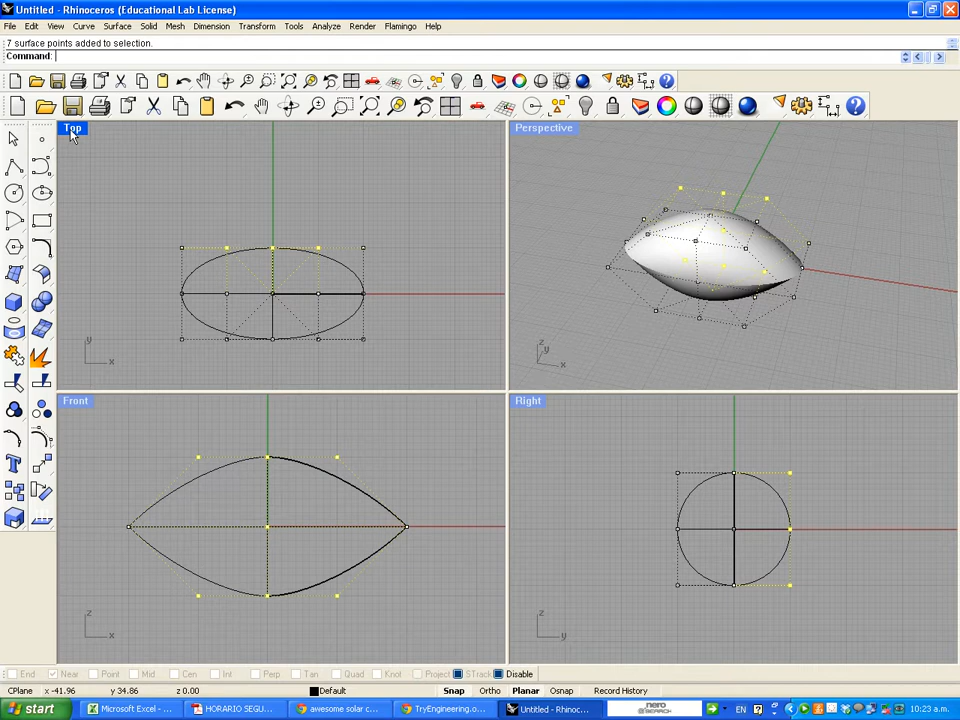 Untitled - Rhinoceros (Educational Lab License)
File Edit View Curve Surface Solid Mesh Dimension Transform Tools Analyze Render Flamingo Help
7 surface points added to selection.
Command:
Top
Perspective
y
x
z
y
x
Front
Right
z
x
z
y
End Near Point Mid Cen Int Perp Tan Quad Knot Project STrack Disable
CPlane x -41.96 y 34.86 z 0.00 Default Snap Ortho Planar Osnap Record History
start Microsoft Excel - ... HORARIO SEGU... awesome solar c... TryEngineering.o... Untitled - Rhinoc... nero SEARCH EN 10:23 a.m.